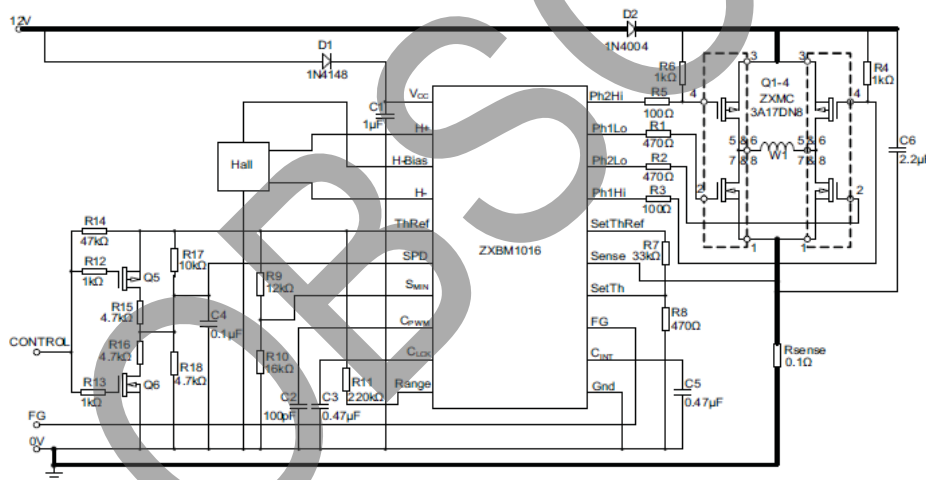 12V
D2
1N4004
D1
1N4148
R6
1kΩ
R4
1kΩ
3
3
4
4
Q1-4
ZXMC
3A17DN8
VCC
Ph2Hi
R5
100Ω
C1
1µF
H+
Ph1Lo
R1
470Ω
5 & 6
5 & 6
W1
7 & 8
7 & 8
C6
2.2µF
Hall
H-Bias
Ph2Lo
R2
470Ω
H-
Ph1Hi
R3
100Ω
2
2
R14
47kΩ
ThRef
SetThRef
1
1
R17
10kΩ
ZXBM1016
R7
33kΩ
R12
1kΩ
Q5
SPD
Sense
R9
12kΩ
SMIN
SetTh
R15
4.7kΩ
C4
0.1µF
R8
470Ω
CPWM
FG
CONTROL
R16
4.7kΩ
R18
4.7kΩ
R10
16kΩ
CLCK
CINT
Rsense
0.1Ω
R13
1kΩ
Q6
R11
220kΩ
Range
Gnd
C2
100pF
C3
0.47µF
C5
0.47µF
FG
0V
OBSO